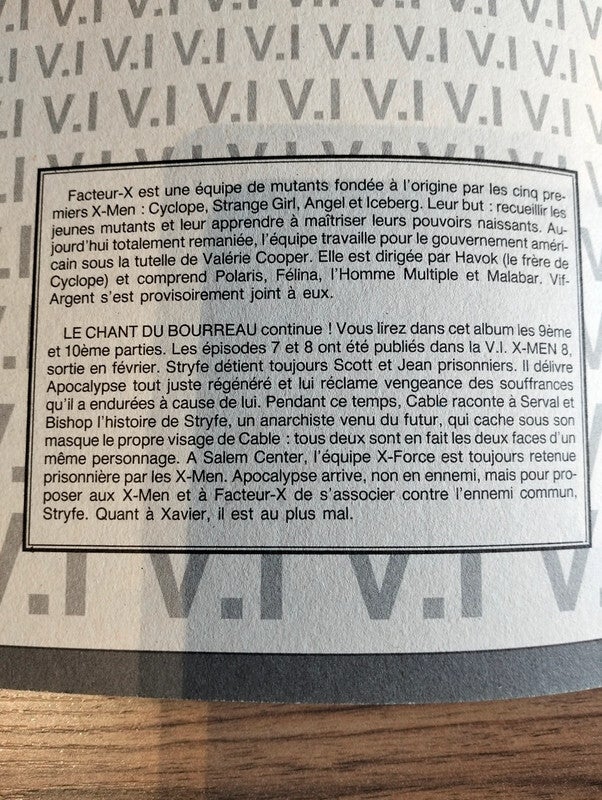 V.I V.I V.I V.I V.I V.I
V.I V.I V.I V.I V.I
V.I V.I V.I V.I V.I V.I
Facteur-X est une équipe de mutants fondée à l'origine par les cinq pre-
miers X-Men : Cyclope, Strange Girl, Angel et Iceberg. Leur but : recueillir les
jeunes mutants et leur apprendre à maîtriser leurs pouvoirs naissants. Au-
jourd'hui totalement remaniée, l'équipe travaille pour le gouvernement améri-
cain sous la tutelle de Valérie Cooper. Elle est dirigée par Havok (le frère de
Cyclope) et comprend Polaris, Félina, l'Homme Multiple et Malabar. Vif-
Argent s'est provisoirement joint à eux.
LE CHANT DU BOURREAU continue ! Vous lirez dans cet album les 9ème
et 10ème parties. Les épisodes 7 et 8 ont été publiés dans la V.I. X-MEN 8,
sortie en février. Stryfe détient toujours Scott et Jean prisonniers. Il délivre
Apocalypse tout juste régénéré et lui réclame vengeance des souffrances
qu'il a endurées à cause de lui. Pendant ce temps, Cable raconte à Serval et
Bishop l'histoire de Stryfe, un anarchiste venu du futur, qui cache sous son
masque le propre visage de Cable : tous deux sont en fait les deux faces d'un
même personnage. A Salem Center, l'équipe X-Force est toujours retenue
prisonnière par les X-Men. Apocalypse arrive, non en ennemi, mais pour pro-
poser aux X-Men et à Facteur-X de s'associer contre l'ennemi commun,
Stryfe. Quant à Xavier, il est au plus mal.
V.I V.I V.I V.I